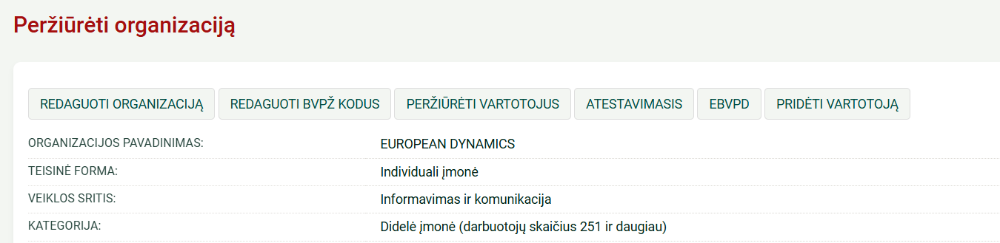 Peržiūrėti organizaciją
REDAGUOTI ORGANIZACIJĄ REDAGUOTI BVPŽ KODUS PERŽIŪRĖTI VARTOTOJUS ATESTAVIMASIS EBVPD PRIDĖTI VARTOTOJĄ
ORGANIZACIJOS PAVADINIMAS: EUROPEAN DYNAMICS
TEISINĖ FORMA: Individuali įmonė
VEIKLOS SRITIS: Informavimas ir komunikacija
KATEGORIJA: Didelė įmonė (darbuotojų skaičius 251 ir daugiau)